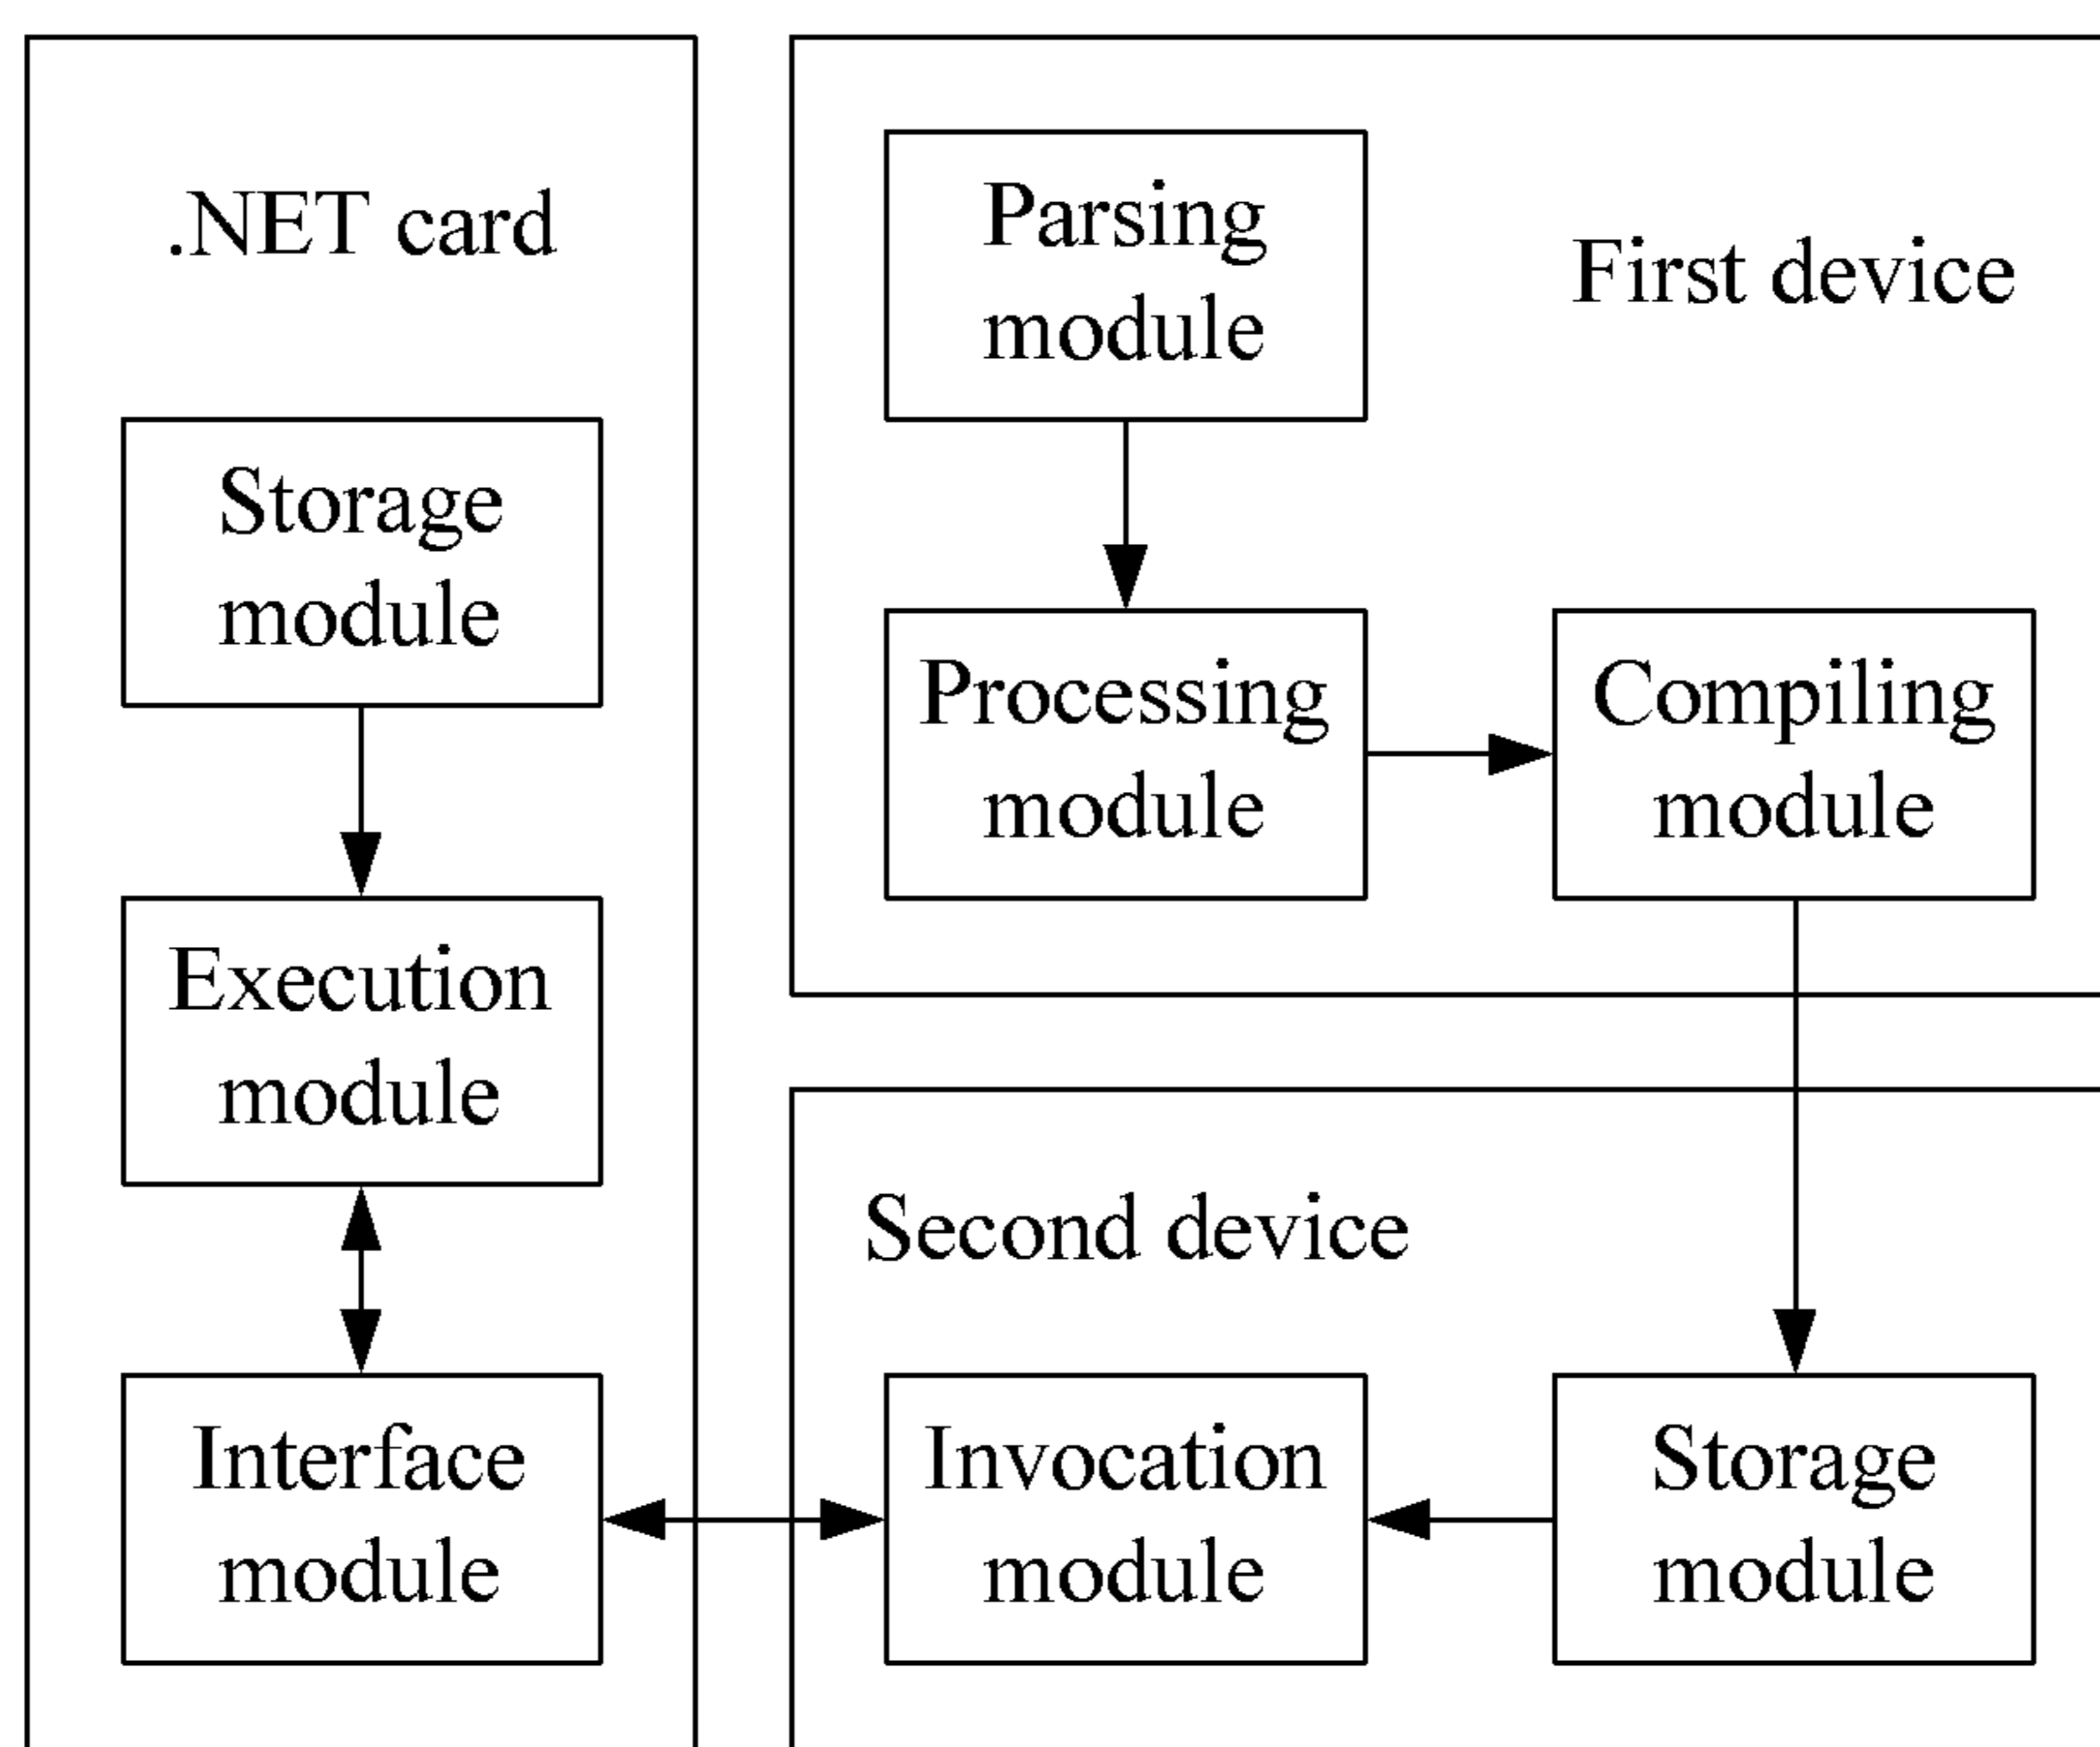 .NET card
Storage
module
Execution
module
Interface
module
Parsing
module
First device
Processing
module
Compiling
module
Second device
Invocation
module
Storage
module